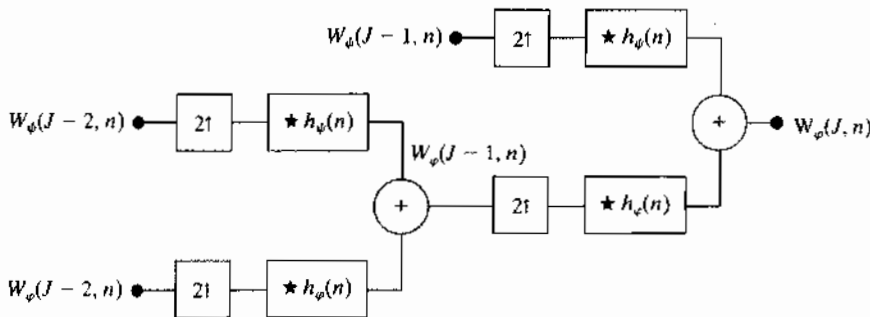 W_ψ(J − 1, n)
2↑
★ h_ψ(n)
W_ψ(J − 2, n)
2↑
★ h_ψ(n)
+
W_φ(J, n)
W_φ(J − 1, n)
+
2↑
★ h_φ(n)
W_φ(J − 2, n)
2↑
★ h_φ(n)